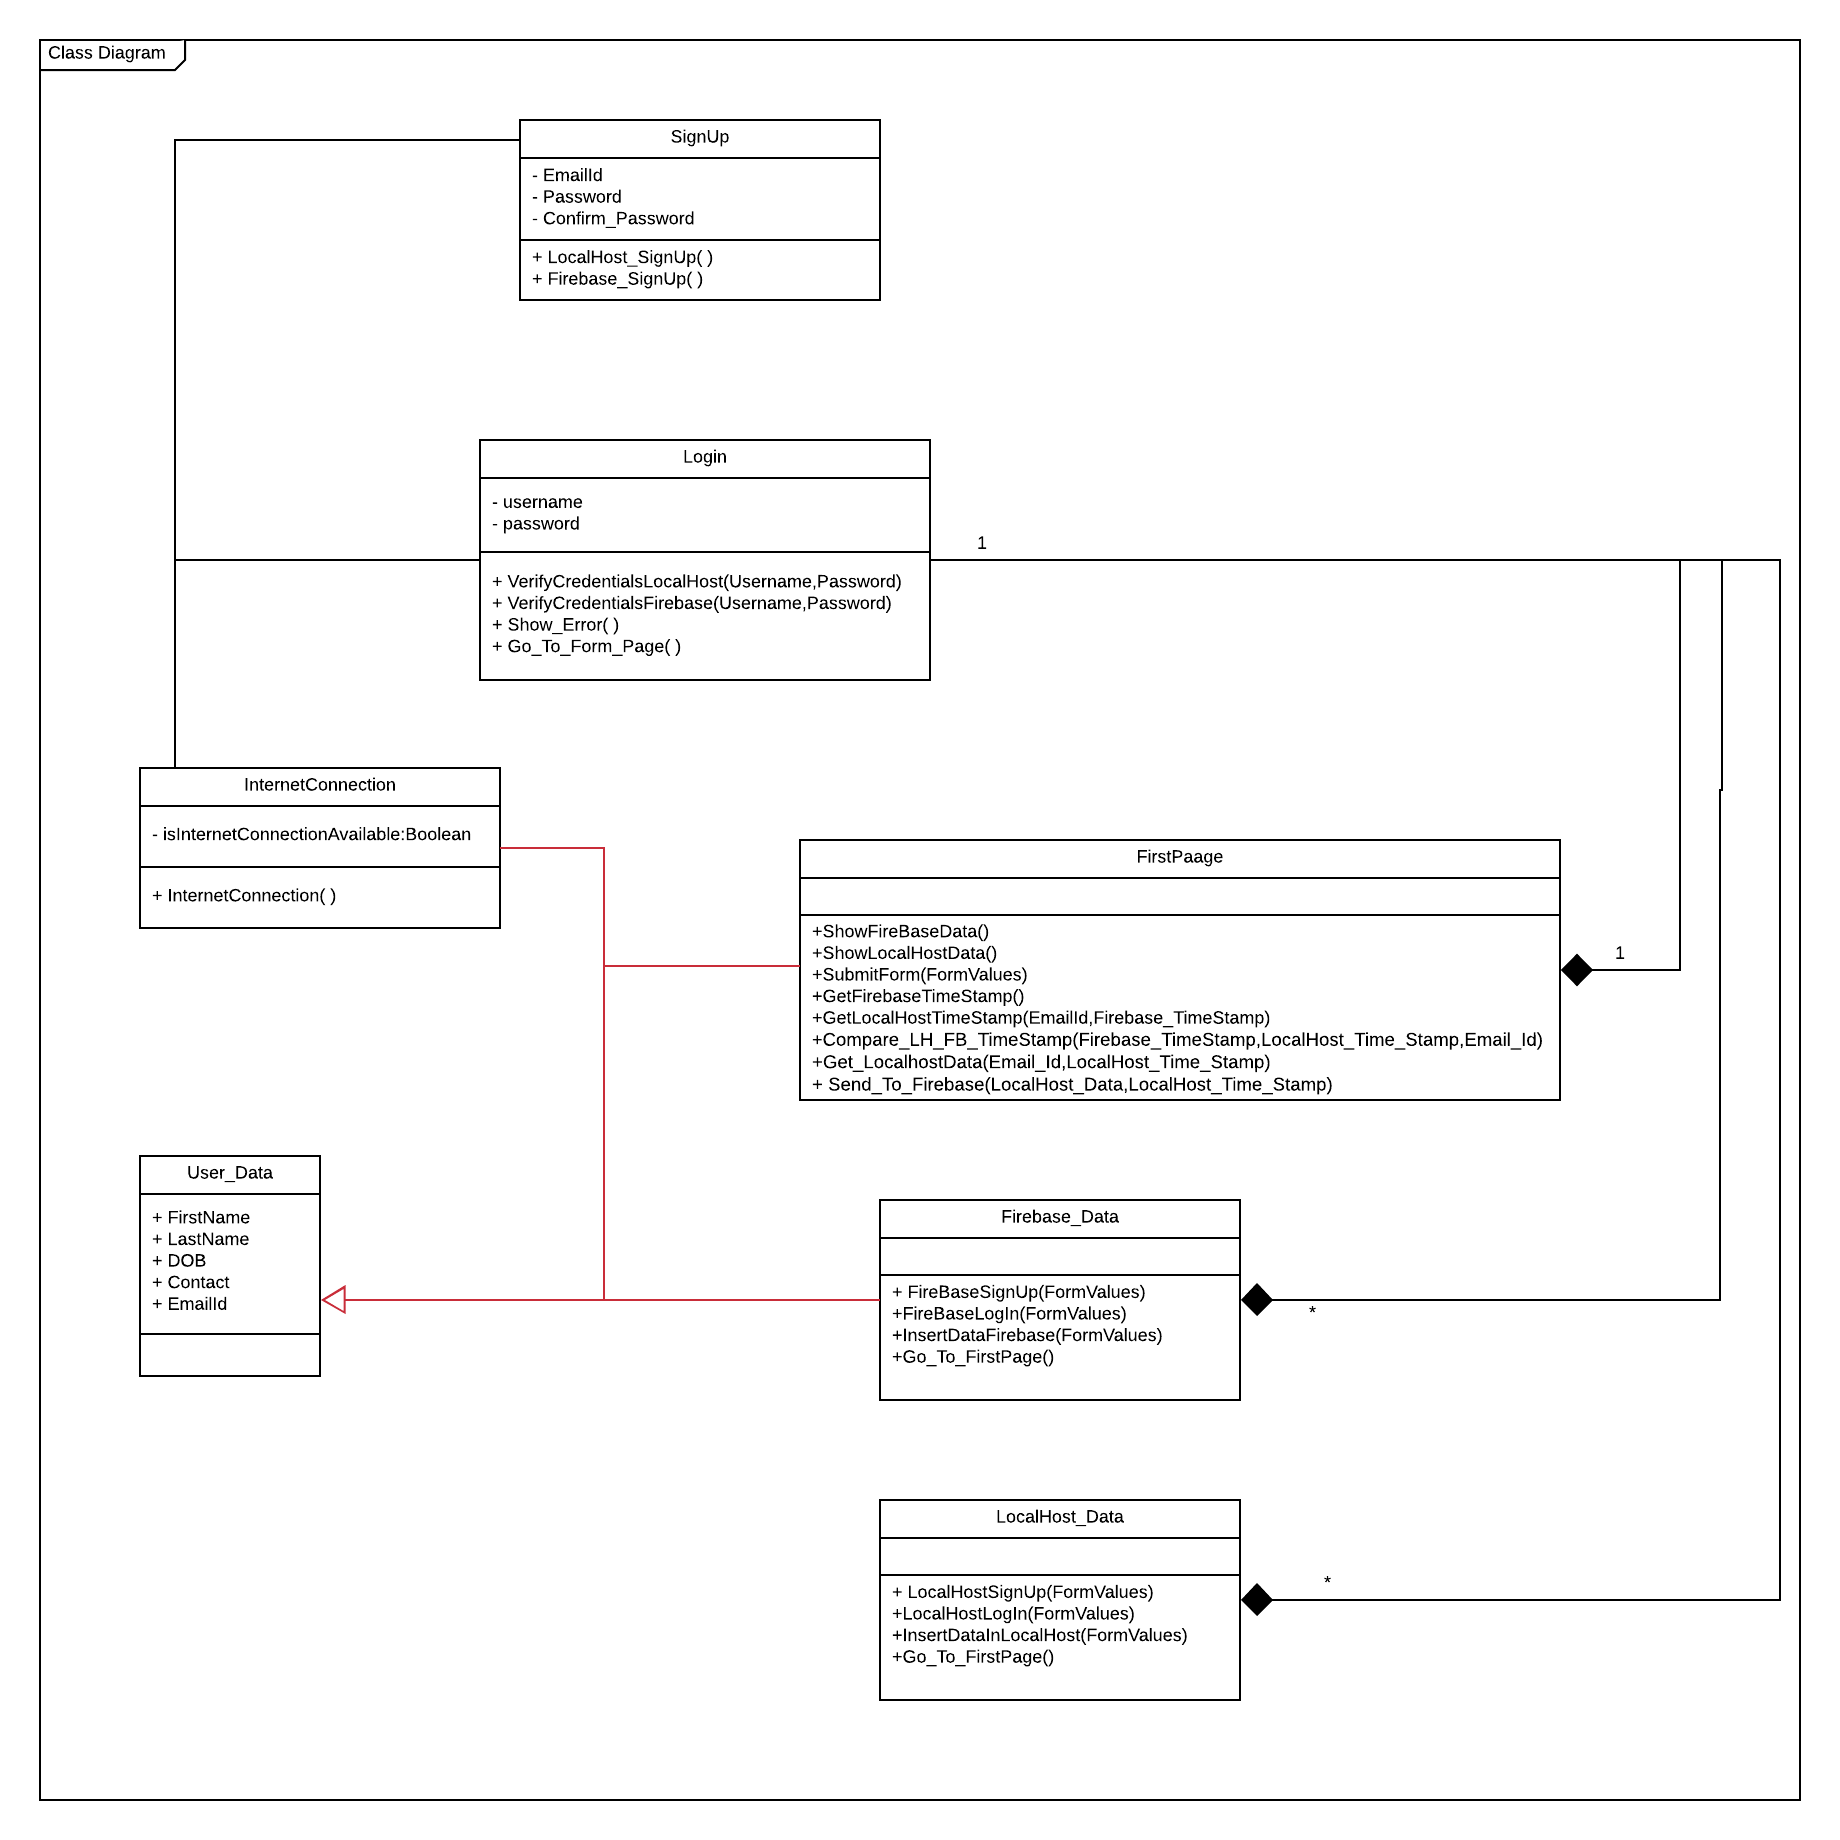 Class Diagram
SignUp
- EmailId
- Password
- Confirm_Password
+ LocalHost_SignUp( )
+ Firebase_SignUp( )
Login
- username
- password
1
+ VerifyCredentialsLocalHost(Username,Password)
+ VerifyCredentialsFirebase(Username,Password)
+ Show_Error( )
+ Go_To_Form_Page( )
InternetConnection
- isInternetConnectionAvailable:Boolean
+ InternetConnection( )
FirstPaage
+ShowFireBaseData()
+ShowLocalHostData()
+SubmitForm(FormValues)
+GetFirebaseTimeStamp()
+GetLocalHostTimeStamp(EmailId,Firebase_TimeStamp)
+Compare_LH_FB_TimeStamp(Firebase_TimeStamp,LocalHost_Time_Stamp,Email_Id)
+Get_LocalhostData(Email_Id,LocalHost_Time_Stamp)
+ Send_To_Firebase(LocalHost_Data,LocalHost_Time_Stamp)
1
User_Data
+ FirstName
+ LastName
+ DOB
+ Contact
+ EmailId
Firebase_Data
+ FireBaseSignUp(FormValues)
+FireBaseLogIn(FormValues)
+InsertDataFirebase(FormValues)
+Go_To_FirstPage()
*
LocalHost_Data
+ LocalHostSignUp(FormValues)
+LocalHostLogIn(FormValues)
+InsertDataInLocalHost(FormValues)
+Go_To_FirstPage()
*